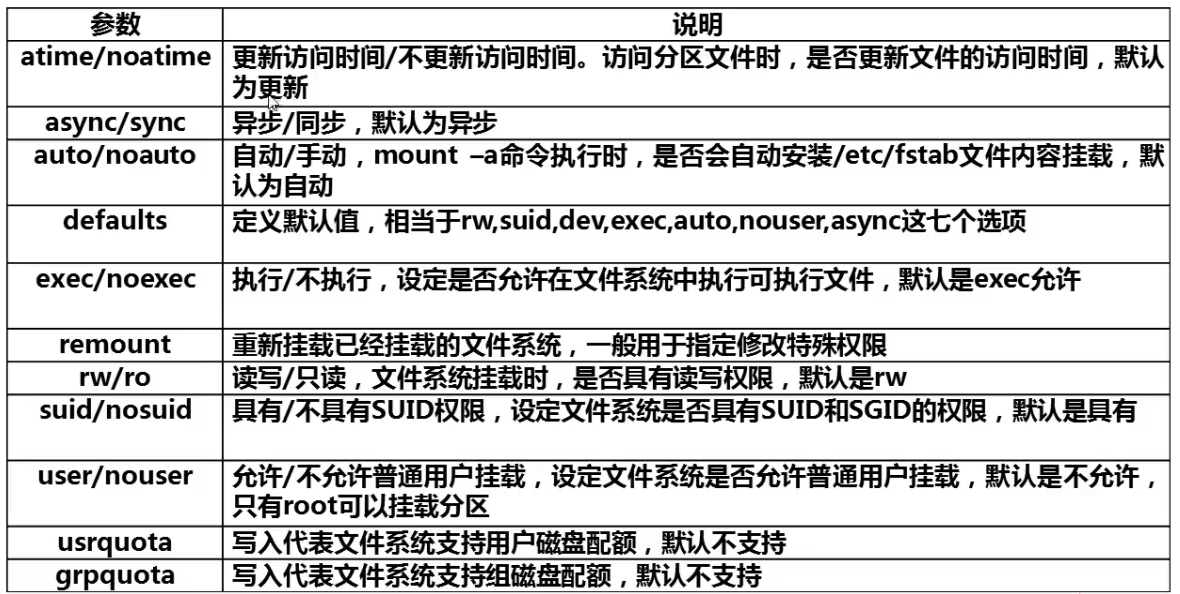 参数 说明
atime/noatime 更新访问时间/不更新访问时间。访问分区文件时，是否更新文件的访问时间，默认
为更新
async/sync 异步/同步，默认为异步
auto/noauto 自动/手动，mount –a命令执行时，是否会自动安装/etc/fstab文件内容挂载，默
认为自动
defaults 定义默认值，相当于rw,suid,dev,exec,auto,nouser,async这七个选项
exec/noexec 执行/不执行，设定是否允许在文件系统中执行可执行文件，默认是exec允许
remount 重新挂载已经挂载的文件系统，一般用于指定修改特殊权限
rw/ro 读写/只读，文件系统挂载时，是否具有读写权限，默认是rw
suid/nosuid 具有/不具有SUID权限，设定文件系统是否具有SUID和SGID的权限，默认是具有
user/nouser 允许/不允许普通用户挂载，设定文件系统是否允许普通用户挂载，默认是不允许，
只有root可以挂载分区
usrquota 写入代表文件系统支持用户磁盘配额，默认不支持
grpquota 写入代表文件系统支持组磁盘配额，默认不支持